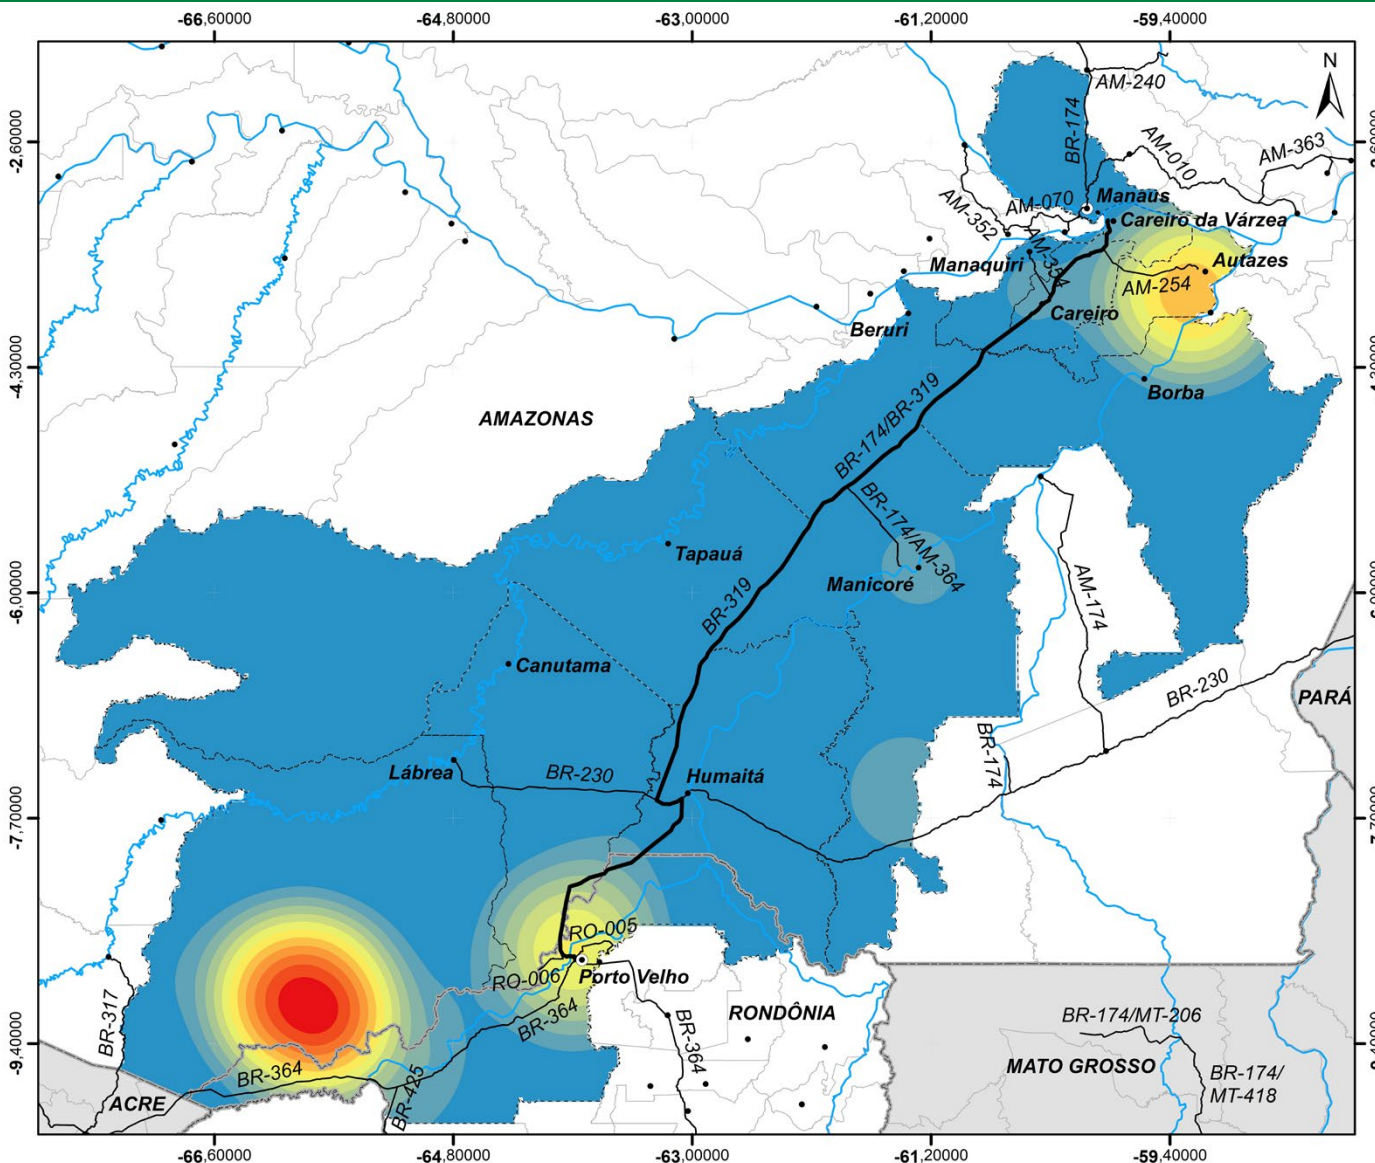 -66,60000
-64,80000
-63,00000
-61,20000
-59,40000
N
AM-240
BR-174
-2,60000
AM-010
AM-363
AM-070
Manaus
AM-352
Careiro da Várzea
AM-354
Manaquiri
Autazes
AM-254
Careiro
Beruri
-4,30000
BR-174/BR-319
Borba
AMAZONAS
BR-174/AM-364
Tapauá
Manicoré
AM-174
-6,00000
BR-319
Canutama
BR-230
PARÁ
BR-174
Lábrea
BR-230
Humaitá
-7,70000
RO-005
RO-006
Porto Velho
BR-364
BR-317
RONDÔNIA
BR-174/MT-206
BR-364
-9,40000
MATO GROSSO
BR-364
BR-425
BR-174/
MT-418
ACRE
-66,60000
-64,80000
-63,00000
-61,20000
-59,40000